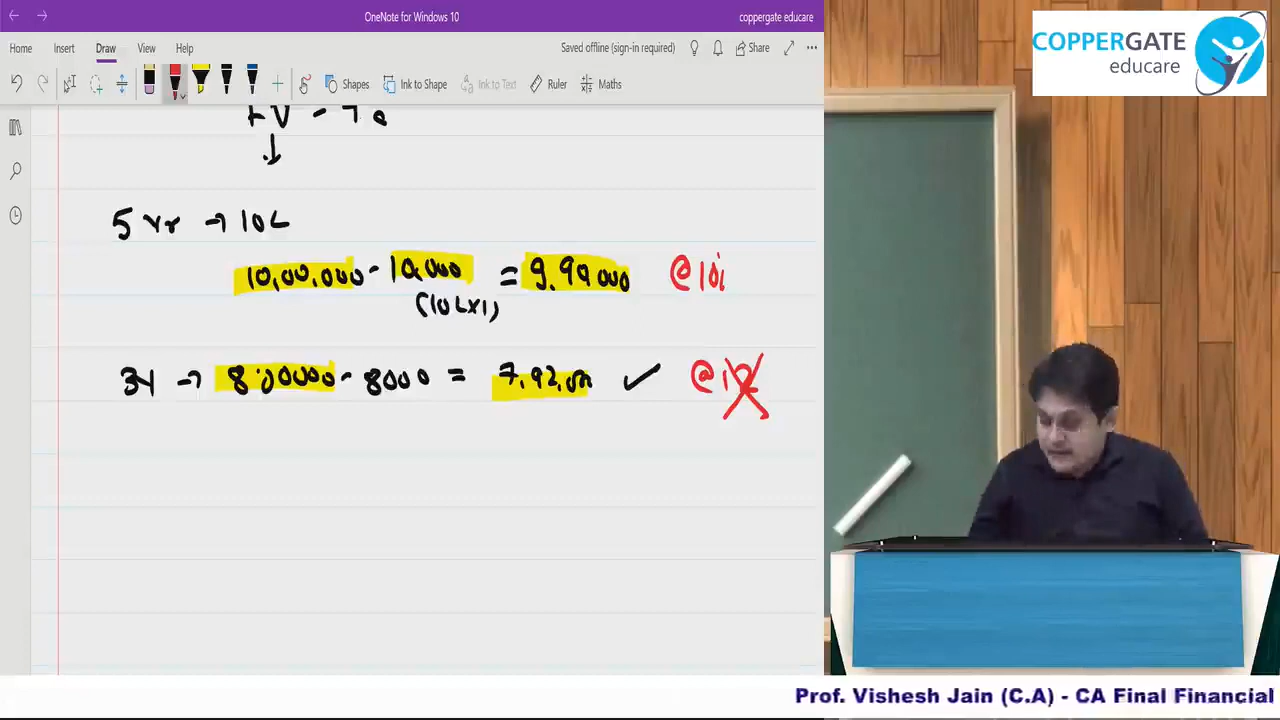 OneNote for Windows 10
coppergate educare
Home Insert Draw View Help
Saved offline (sign-in required) Share
Shapes Ink to Shape Ink to Text Ruler Maths
COPPERGATE
educare
5 Yr → 10L
10,00,000 - 10,000 = 9,90,000 @10%
(10L×1)
3Y → 8,00000 - 8000 = 7,92,000 ✓
Prof. Vishesh Jain (C.A) - CA Final Financial